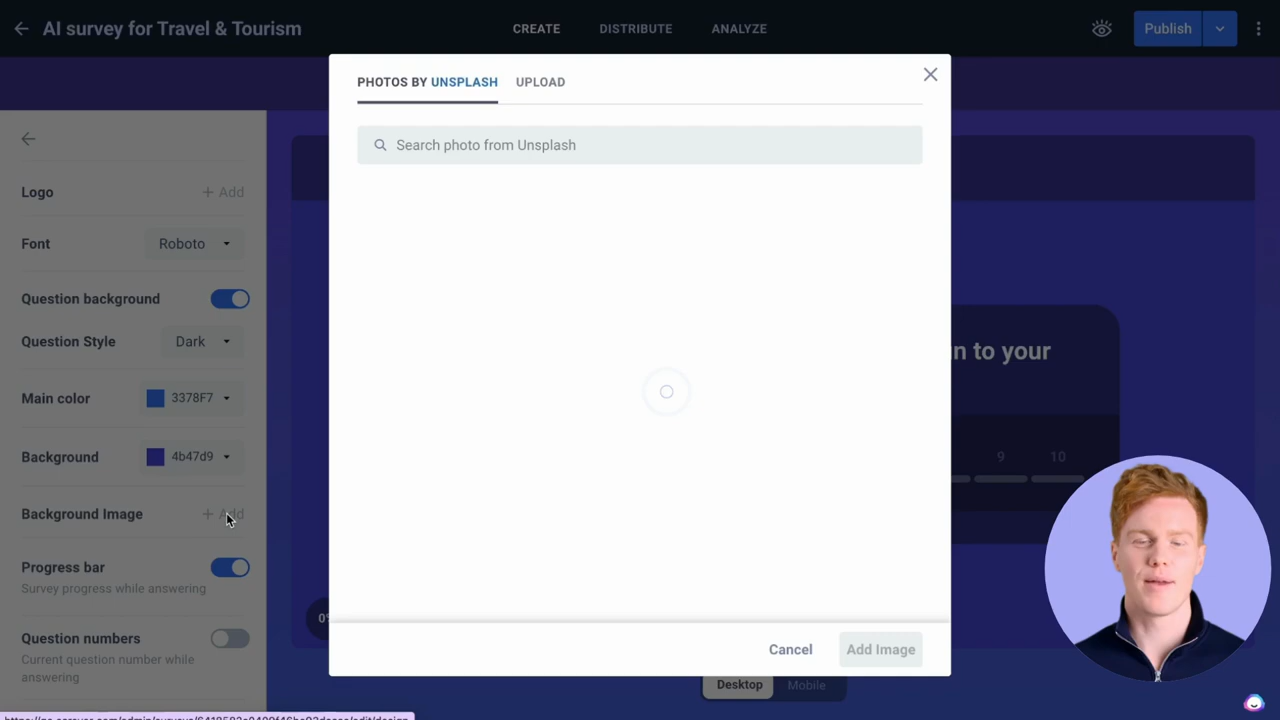 AI survey for Travel & Tourism
CREATE
DISTRIBUTE
ANALYZE
Publish
PHOTOS BY UNSPLASH
UPLOAD
Search photo from Unsplash
Logo
+ Add
Font
Roboto
Question background
Question Style
Dark
Main color
3378F7
Background
4b47d9
Background Image
+ Add
Progress bar
Survey progress while answering
Question numbers
Current question number while
answering
n to your
9
10
0%
Cancel
Add Image
Desktop
Mobile